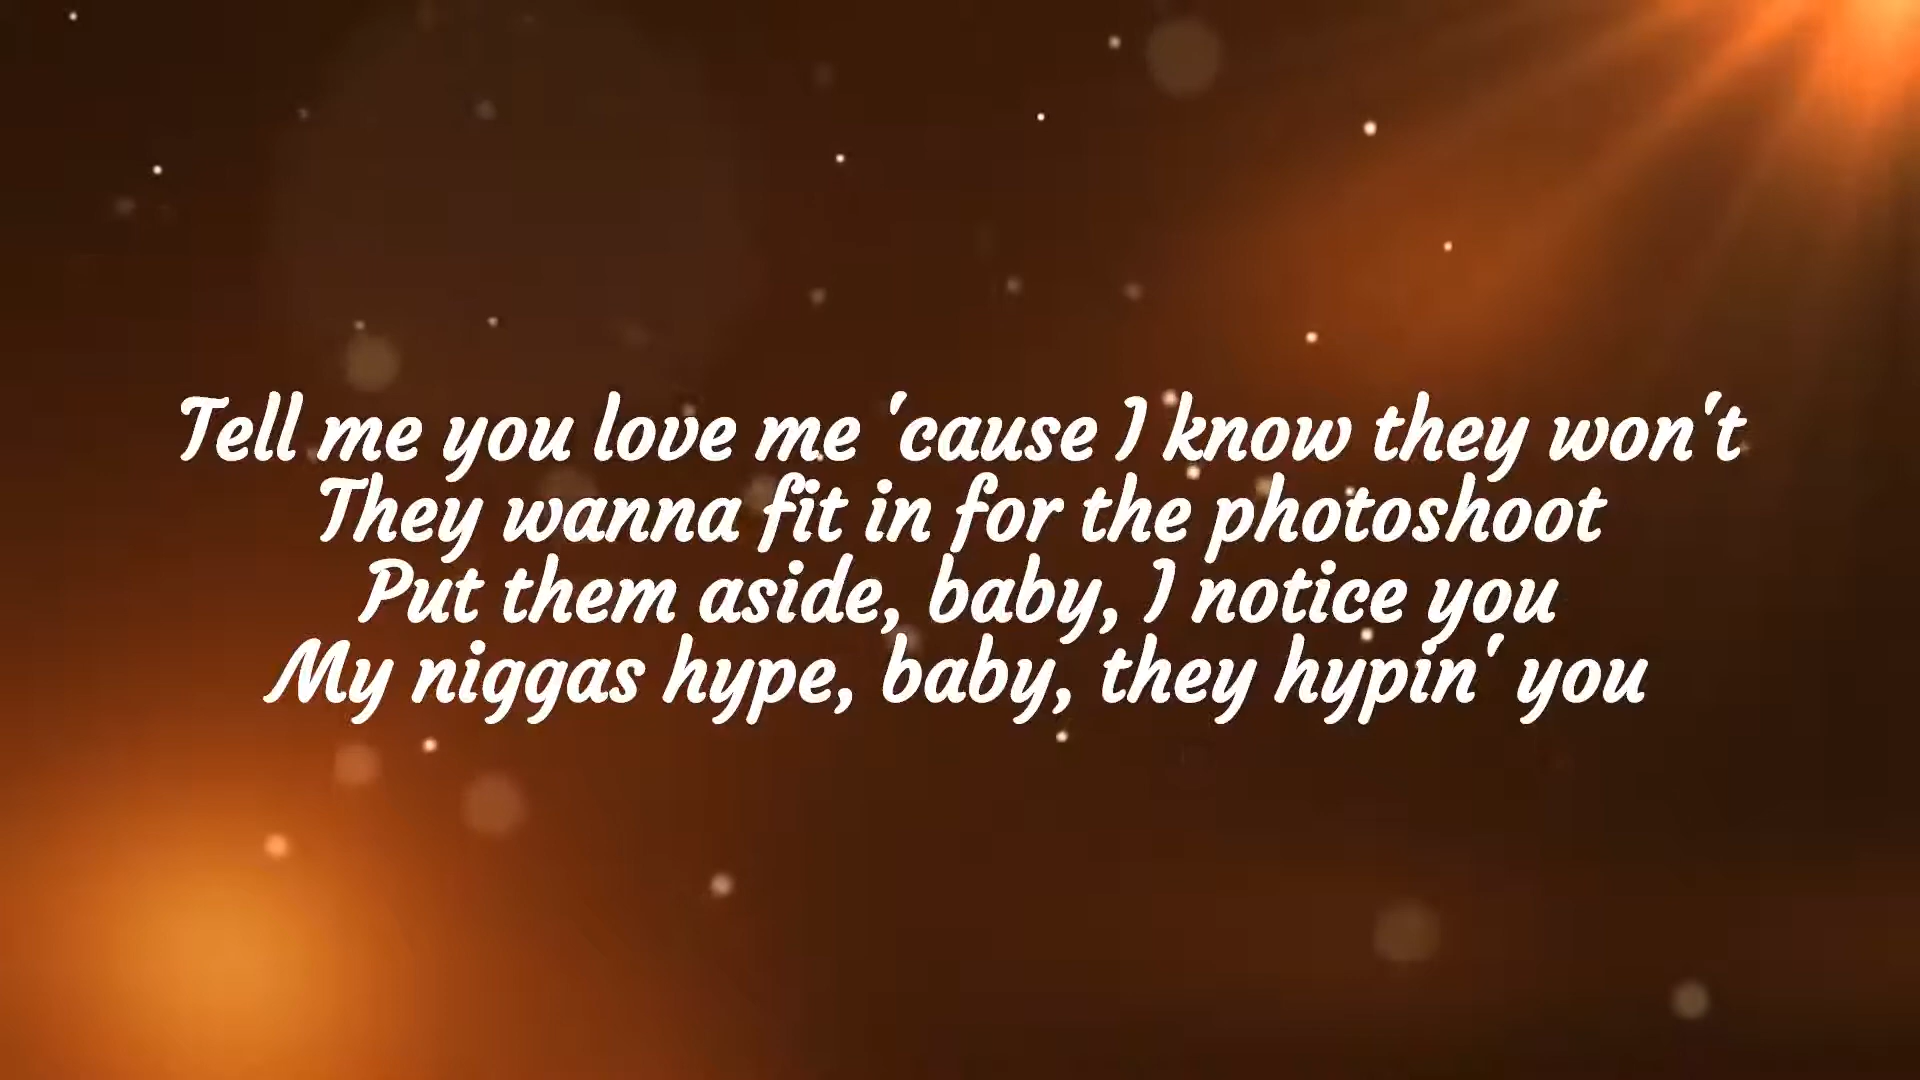 Tell me you love me 'cause I know they won't
They wanna fit in for the photoshoot
Put them aside, baby, I notice you
My niggas hype, baby, they hypin' you